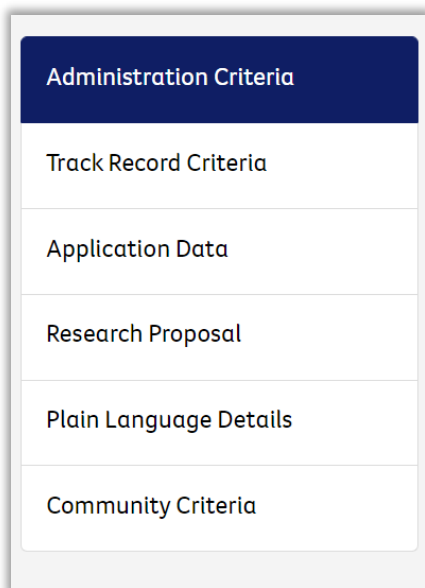 Administration Criteria
Track Record Criteria
Application Data
Research Proposal
Plain Language Details
Community Criteria